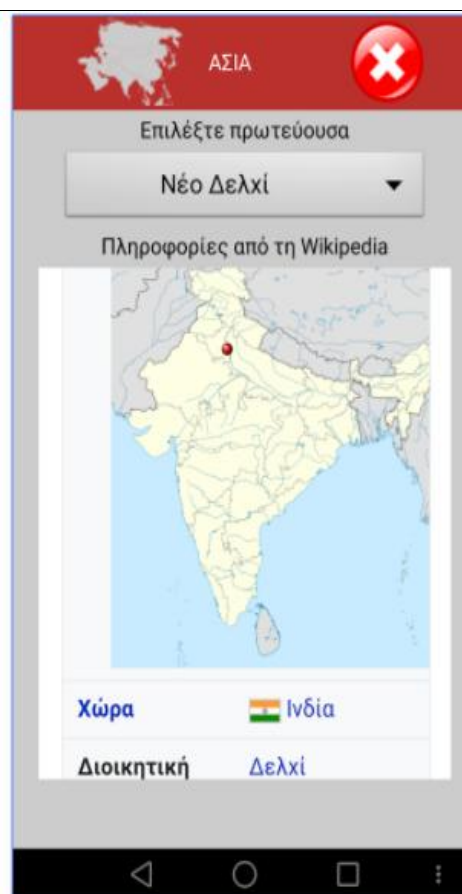 ΑΣΙΑ
Επιλέξτε πρωτεύουσα
Νέο Δελχί
Πληροφορίες από τη Wikipedia
Χώρα Ινδία
Διοικητική Δελχί